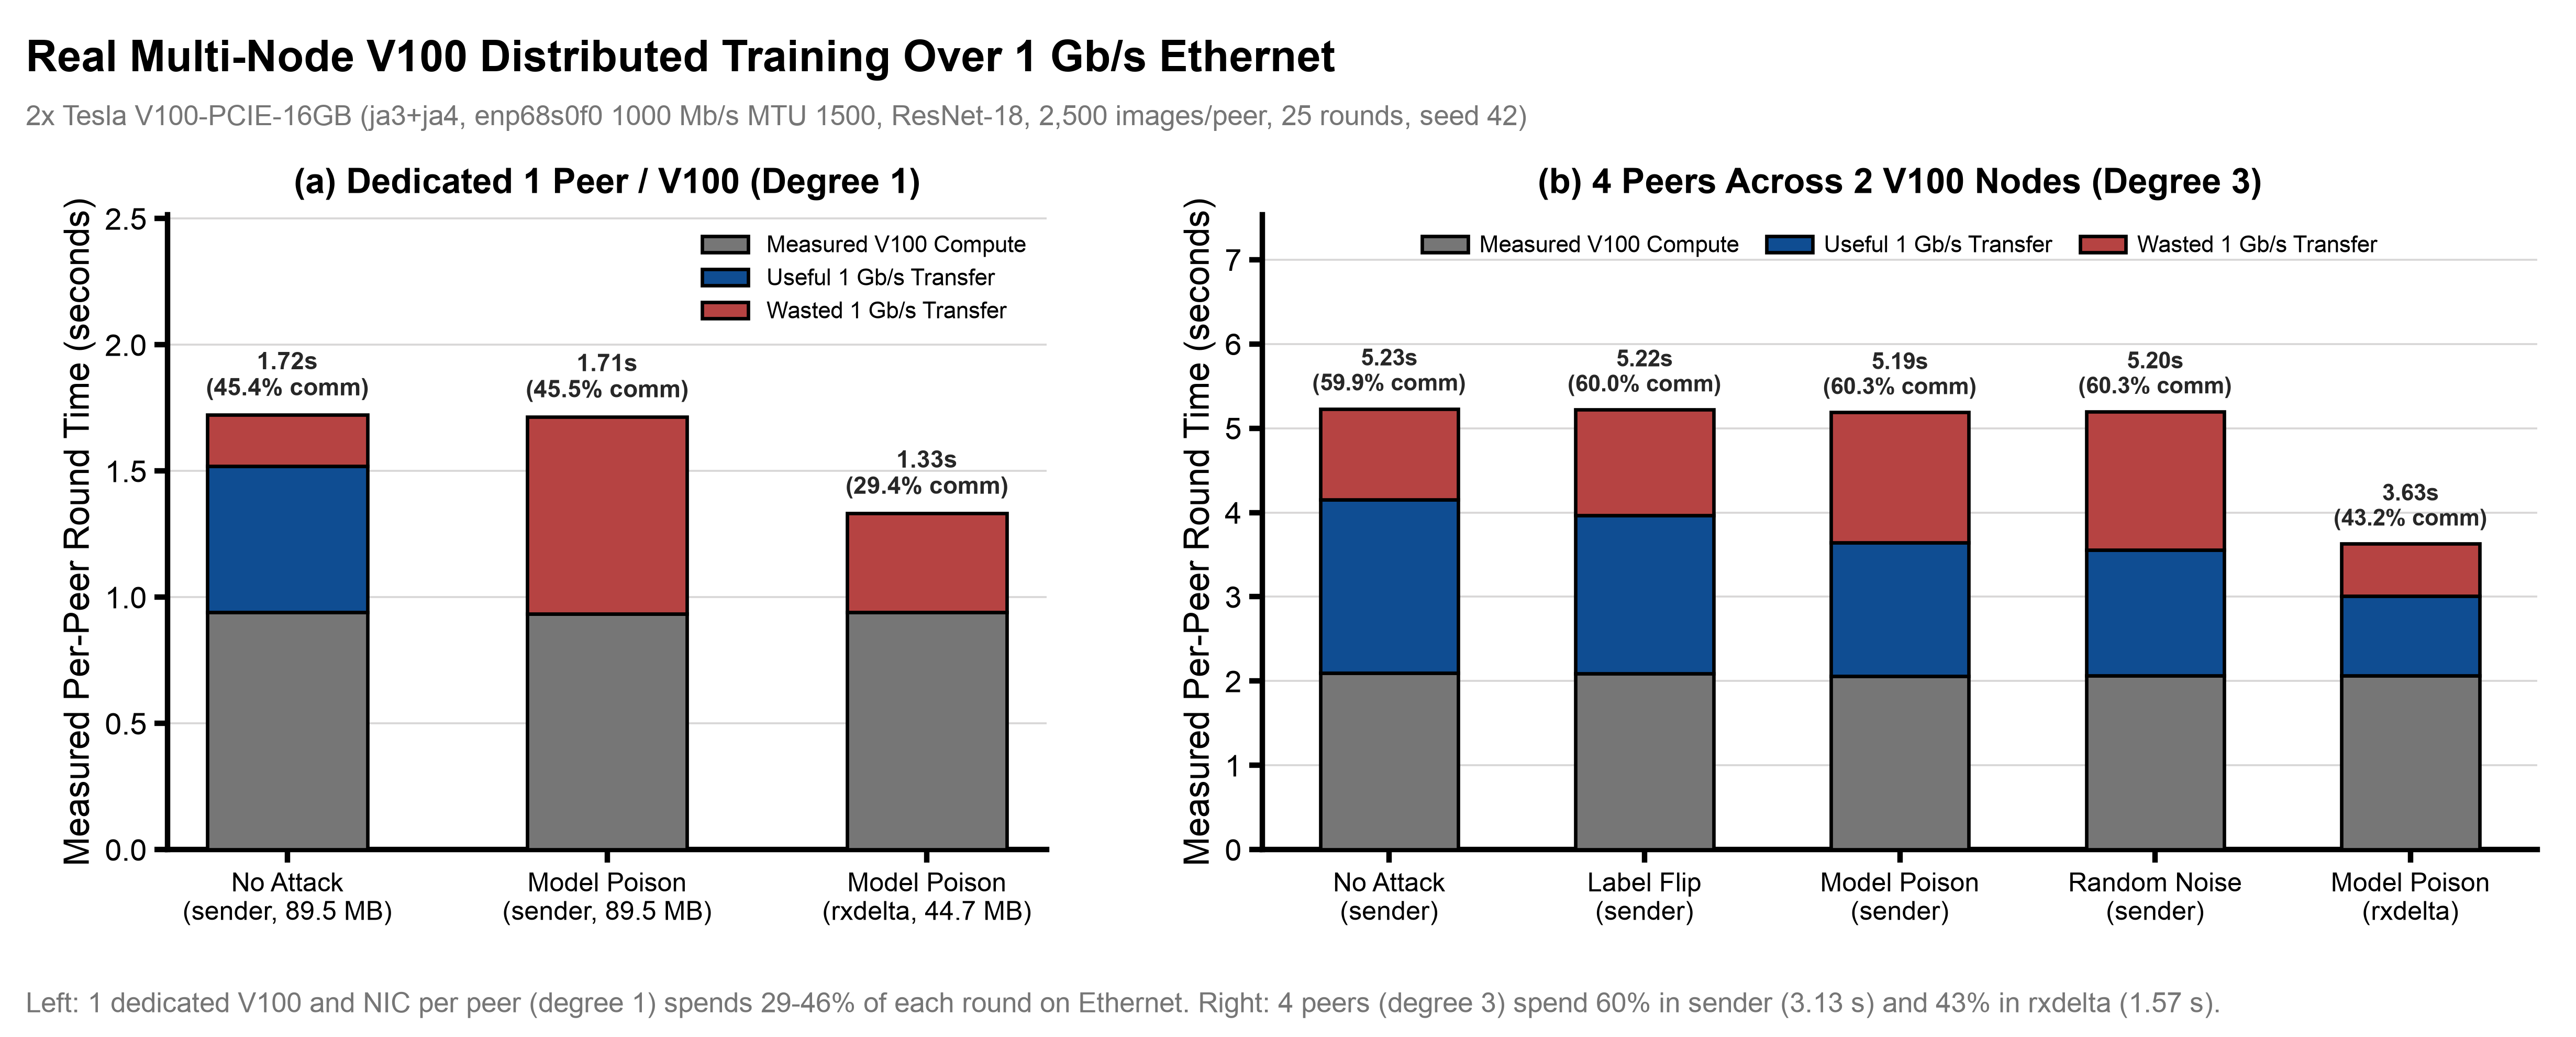 Real Multi-Node V100 Distributed Training Over 1 Gb/s Ethernet
2x Tesla V100-PCIE-16GB (ja3+ja4, enp68s0f0 1000 Mb/s MTU 1500, ResNet-18, 2,500 images/peer, 25 rounds, seed 42)
(a) Dedicated 1 Peer / V100 (Degree 1)
Measured Per-Peer Round Time (seconds)
2.5
2.0
1.5
1.0
0.5
0.0
Measured V100 Compute
Useful 1 Gb/s Transfer
Wasted 1 Gb/s Transfer
1.72s
(45.4% comm)
1.71s
(45.5% comm)
1.33s
(29.4% comm)
No Attack
(sender, 89.5 MB)
Model Poison
(sender, 89.5 MB)
Model Poison
(rxdelta, 44.7 MB)
(b) 4 Peers Across 2 V100 Nodes (Degree 3)
Measured Per-Peer Round Time (seconds)
7
6
5
4
3
2
1
0
Measured V100 Compute
Useful 1 Gb/s Transfer
Wasted 1 Gb/s Transfer
5.23s
(59.9% comm)
5.22s
(60.0% comm)
5.19s
(60.3% comm)
5.20s
(60.3% comm)
3.63s
(43.2% comm)
No Attack
(sender)
Label Flip
(sender)
Model Poison
(sender)
Random Noise
(sender)
Model Poison
(rxdelta)
Left: 1 dedicated V100 and NIC per peer (degree 1) spends 29-46% of each round on Ethernet. Right: 4 peers (degree 3) spend 60% in sender (3.13 s) and 43% in rxdelta (1.57 s).